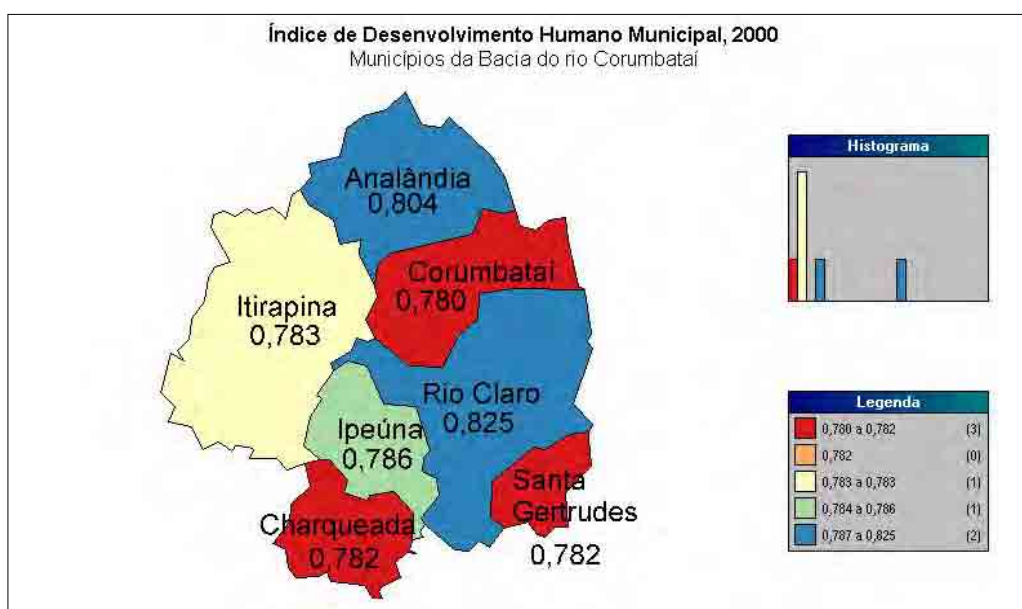 Índice de Desenvolvimento Humano Municipal, 2000
Municípios da Bacia do rio Corumbataí
Analândia
0,804
Corumbataí
0,780
Itirapina
0,783
Rio Claro
0,825
Ipeúna
0,786
Santa
Gertrudes
0,782
Charqueada
0,782
Histograma
Legenda
0,780 a 0,782 (3)
0,782 (0)
0,783 a 0,783 (1)
0,784 a 0,786 (1)
0,787 a 0,825 (2)